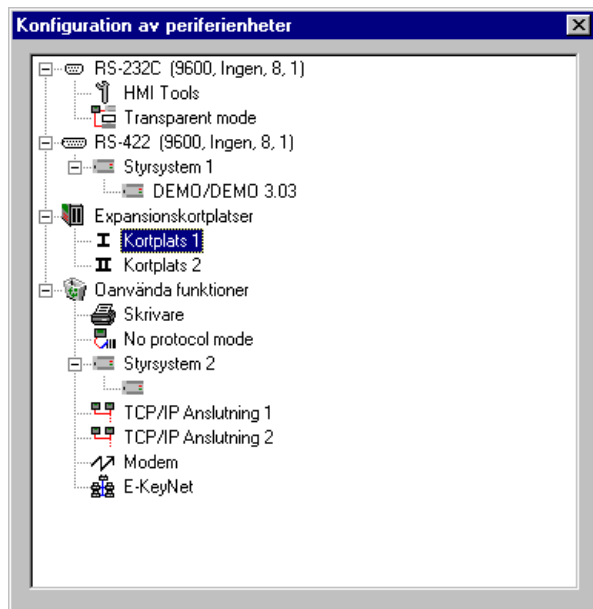 Konfiguration av periferienheter
RS-232C (9600, Ingen, 8, 1)
HMI Tools
Transparent mode
RS-422 (9600, Ingen, 8, 1)
Styrsystem 1
DEMO/DEMO 3.03
Expansionskortplatser
I Kortplats 1
II Kortplats 2
Oanvända funktioner
Skrivare
No protocol mode
Styrsystem 2
TCP/IP Anslutning 1
TCP/IP Anslutning 2
Modem
E-KeyNet